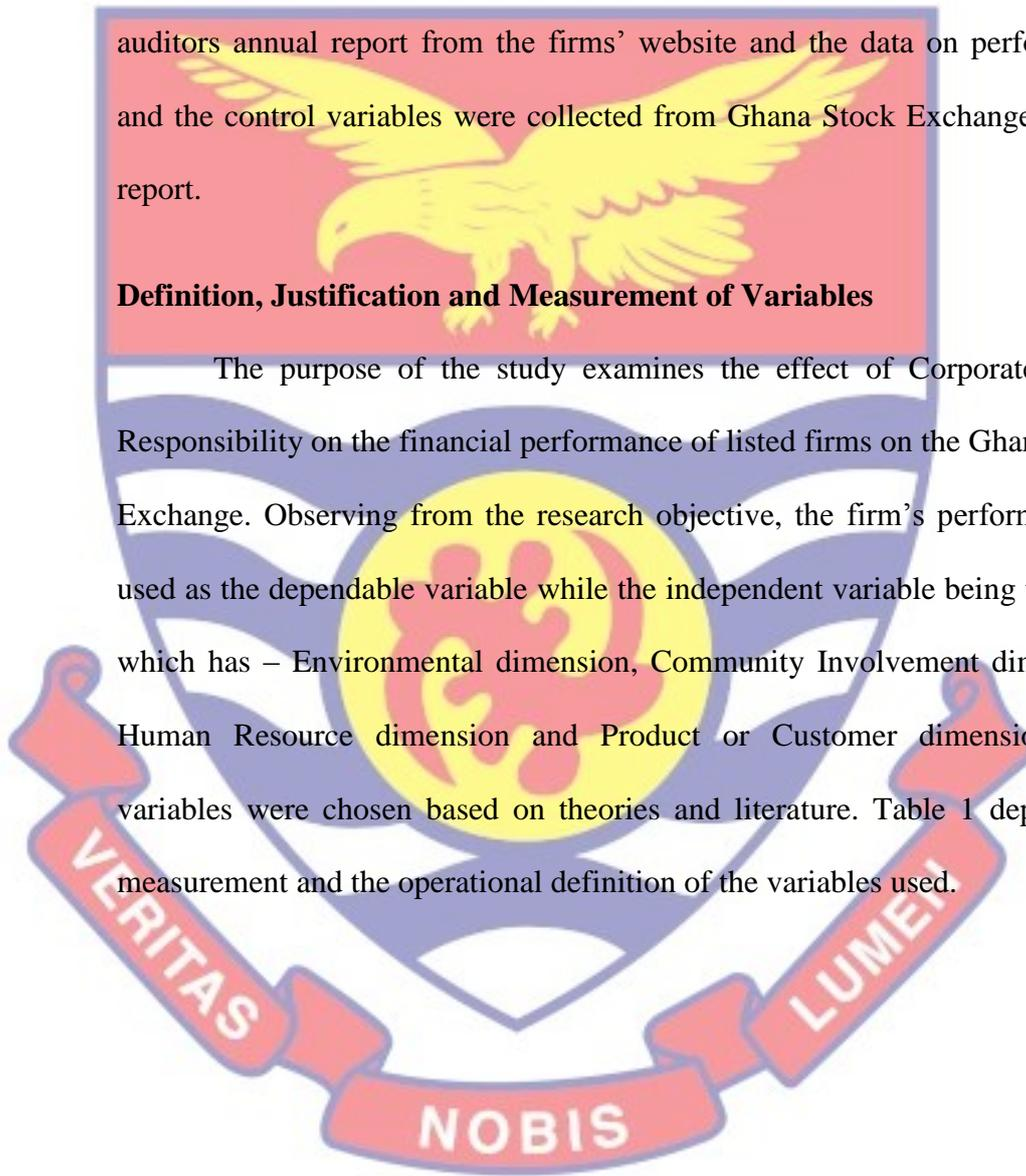 auditors annual report from the firms’ website and the data on perf
and the control variables were collected from Ghana Stock Exchange
report.
Definition, Justification and Measurement of Variables
The purpose of the study examines the effect of Corporate
Responsibility on the financial performance of listed firms on the Ghan
Exchange. Observing from the research objective, the firm’s perform
used as the dependable variable while the independent variable being
which has – Environmental dimension, Community Involvement dim
Human Resource dimension and Product or Customer dimensio
variables were chosen based on theories and literature. Table 1 dep
measurement and the operational definition of the variables used.
VERITAS
NOBIS
LUMEN